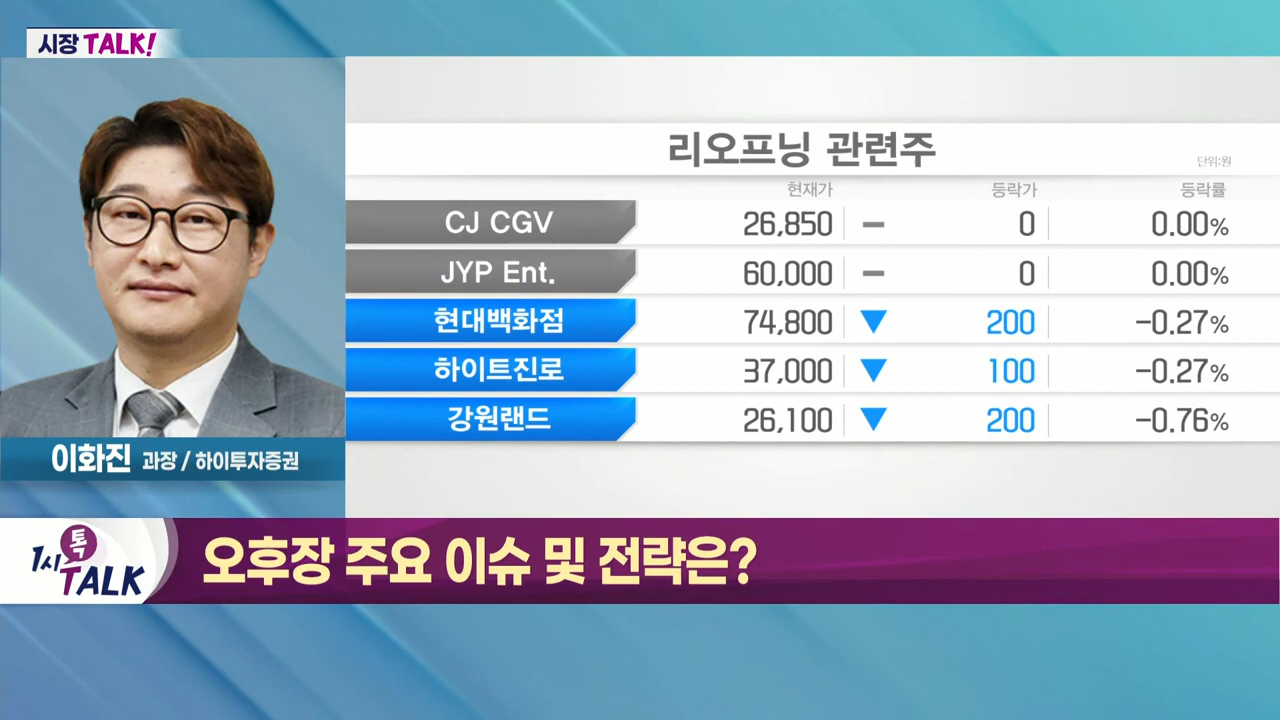 시장 TALK!
리오프닝 관련주
단위:원
현재가 등락가 등락률
CJ CGV 26,850 – 0 0.00%
JYP Ent. 60,000 – 0 0.00%
현대백화점 74,800 ▼ 200 -0.27%
하이트진로 37,000 ▼ 100 -0.27%
강원랜드 26,100 ▼ 200 -0.76%
이화진 과장 / 하이투자증권
1시 톡 TALK
오후장 주요 이슈 및 전략은?